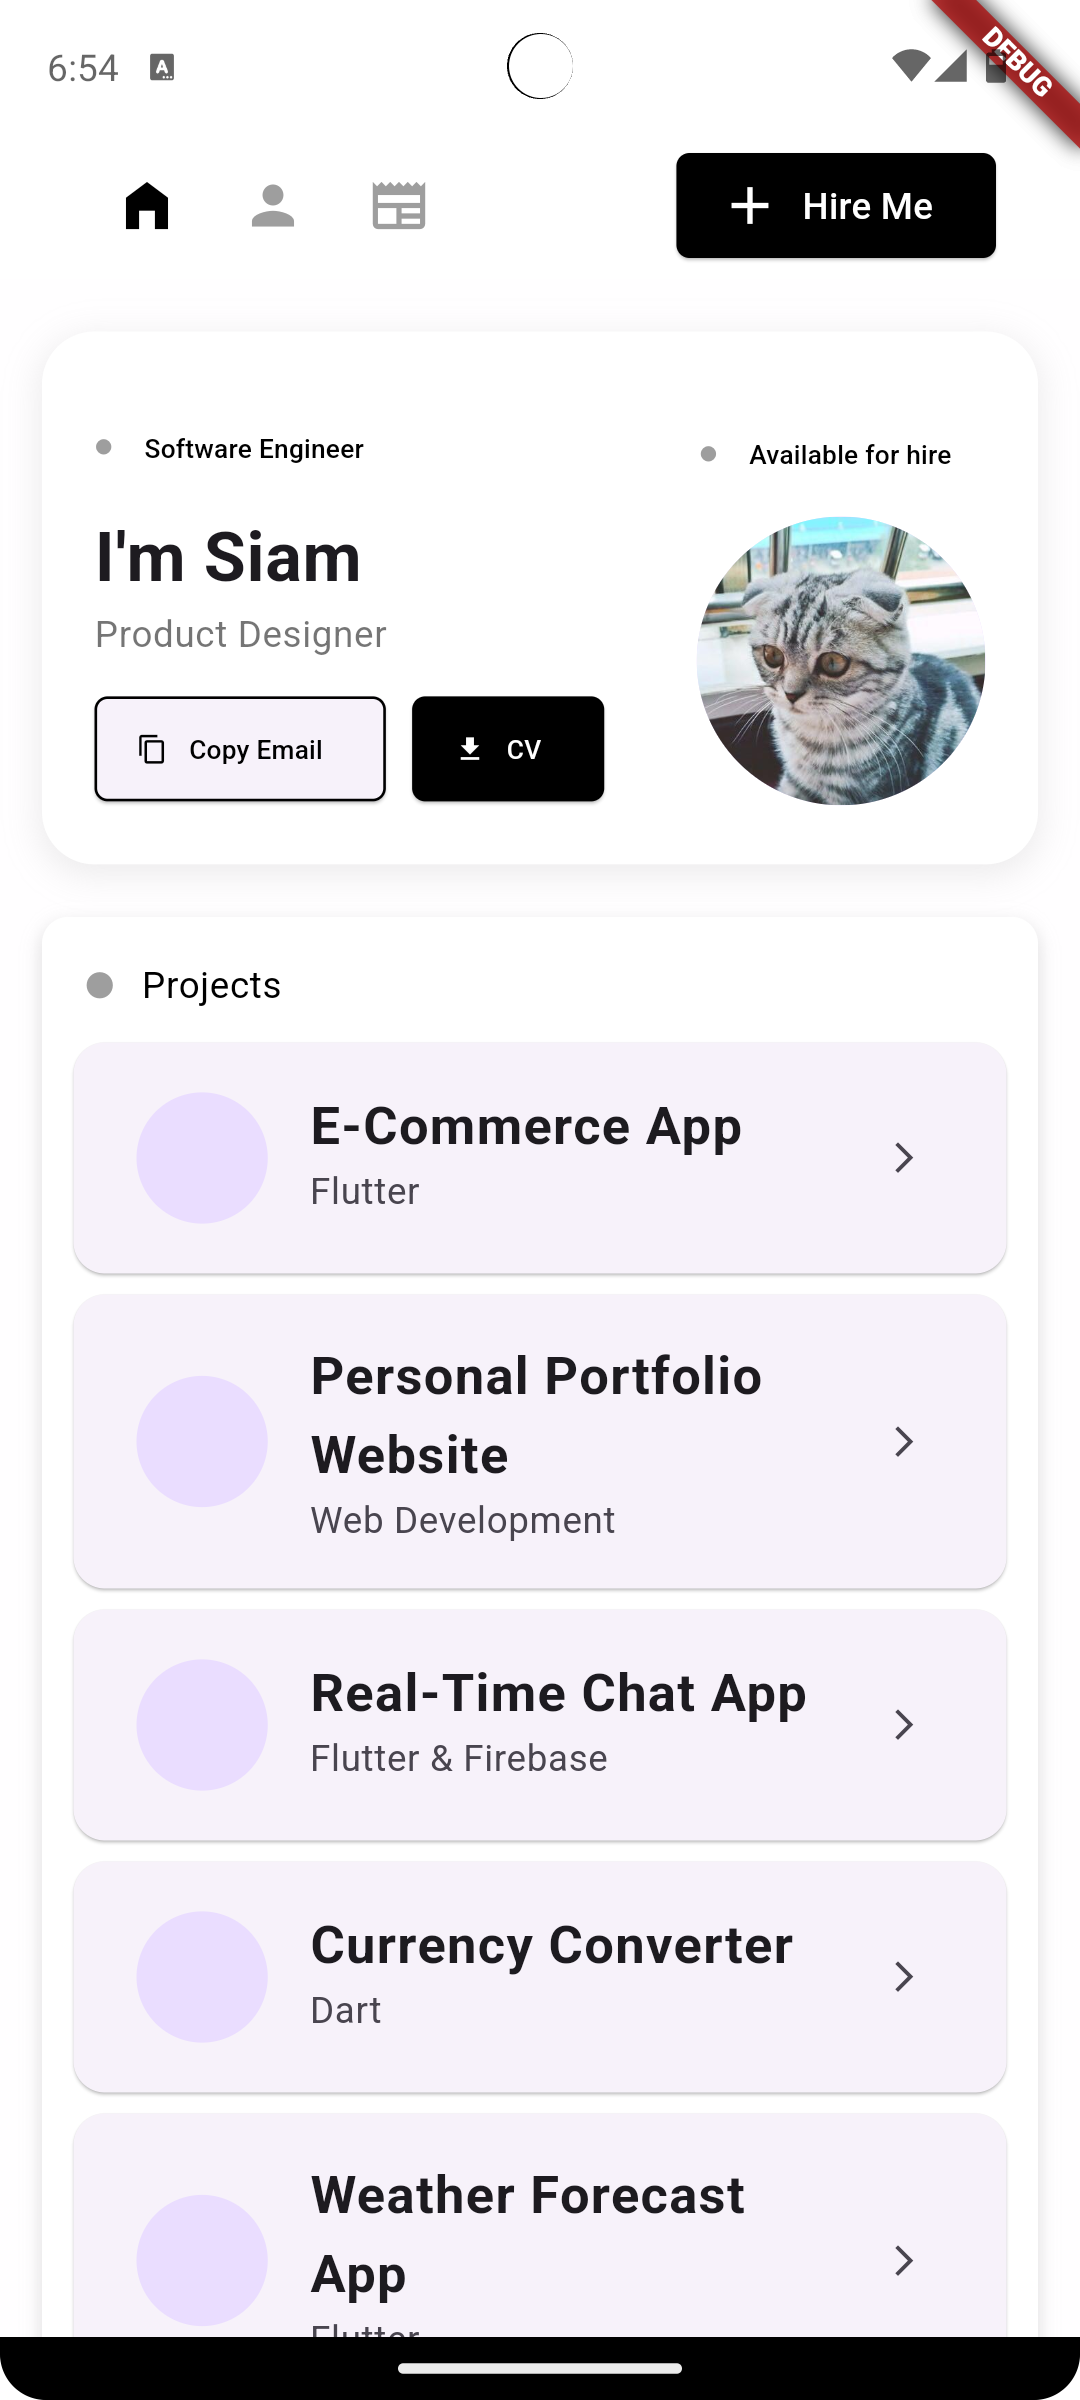 6:54
DEBUG
Hire Me
Software Engineer
Available for hire
I'm Siam
Product Designer
Copy Email
CV
Projects
E-Commerce App
Flutter
Personal Portfolio
Website
Web Development
Real-Time Chat App
Flutter & Firebase
Currency Converter
Dart
Weather Forecast
App
Flutter